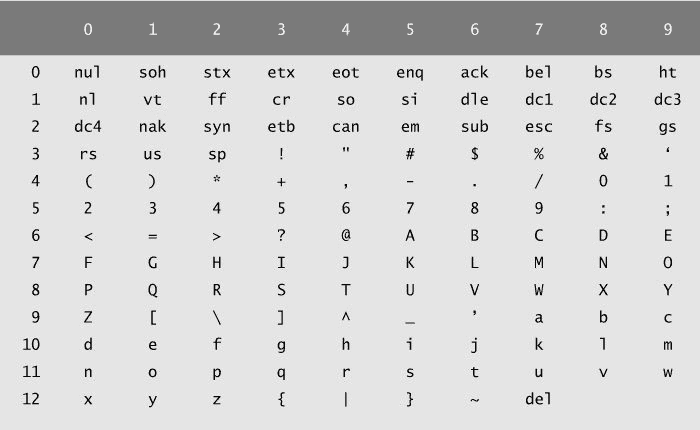 0 1 2 3 4 5 6 7 8 9
0 nul soh stx etx eot enq ack bel bs ht
1 nl vt ff cr so si dle dc1 dc2 dc3
2 dc4 nak syn etb can em sub esc fs gs
3 rs us sp ! " # $ % & ‘
4 ( ) * + , - . / 0 1
5 2 3 4 5 6 7 8 9 : ;
6 < = > ? @ A B C D E
7 F G H I J K L M N O
8 P Q R S T U V W X Y
9 Z [ \ ] ^ _ ’ a b c
10 d e f g h i j k l m
11 n o p q r s t u v w
12 x y z { | } ~ del